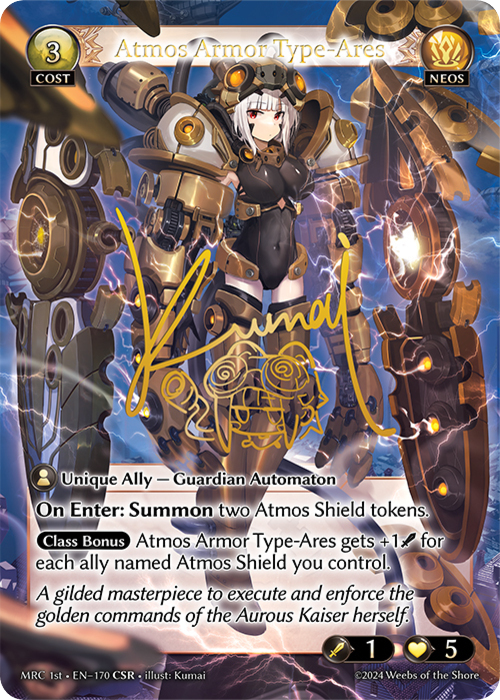 3
COST
Atmos Armor Type-Ares
NEOS
Kumai
Unique Ally — Guardian Automaton
On Enter: Summon two Atmos Shield tokens.
Class Bonus Atmos Armor Type-Ares gets +1 for
each ally named Atmos Shield you control.
A gilded masterpiece to execute and enforce the
golden commands of the Aurous Kaiser herself.
1
5
MRC 1st • EN-170 CSR • illust: Kumai
©2024 Weebs of the Shore